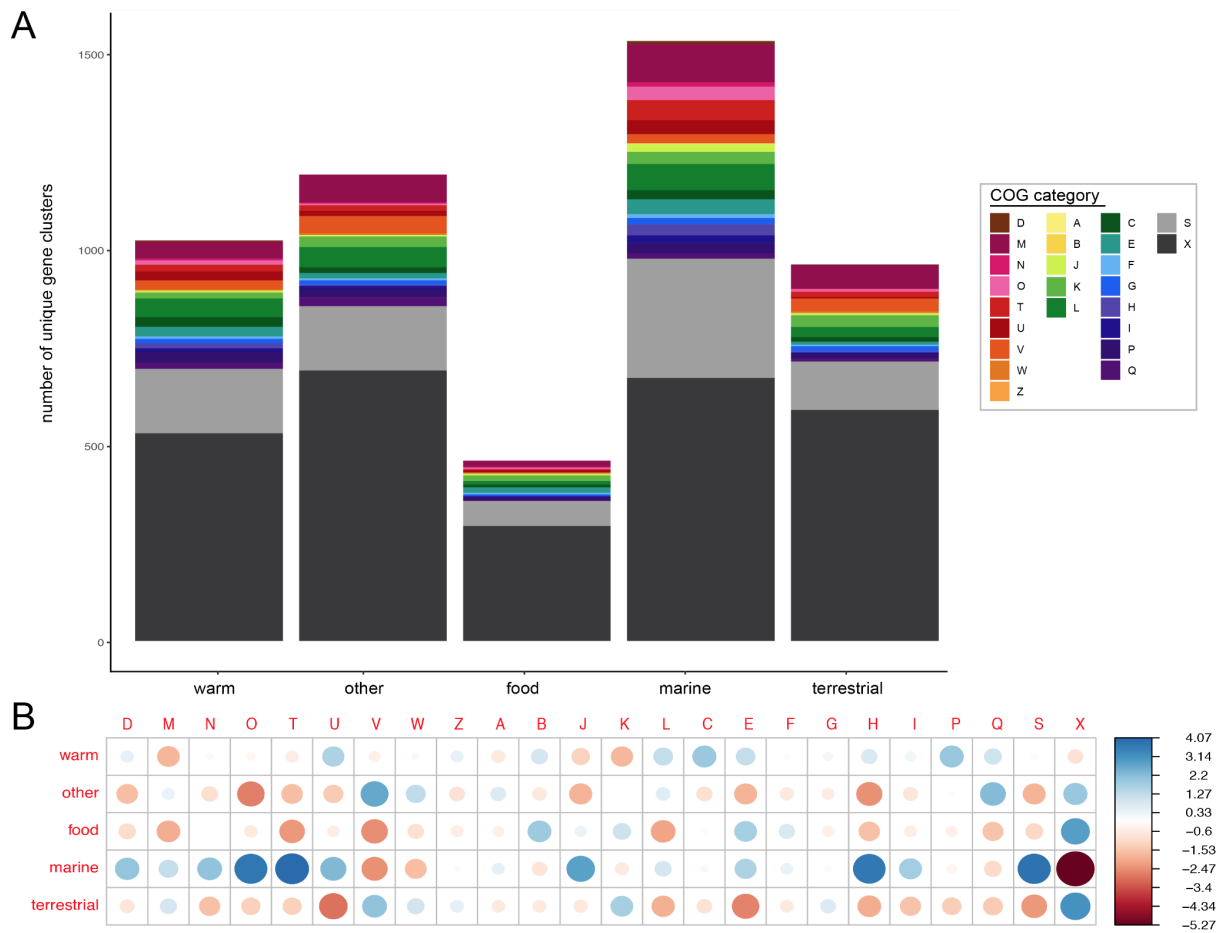 A
number of unique gene clusters
1500
1000
500
0
warm other food marine terrestrial
COG category
D A C S
M B E X
N J F
O K G
T L H
U I
V P
W Q
Z
B
D M N O T U V W Z A B J K L C E F G H I P Q S X
warm
other
food
marine
terrestrial
4.07
3.14
2.2
1.27
0.33
−0.6
−1.53
−2.47
−3.4
−4.34
−5.27